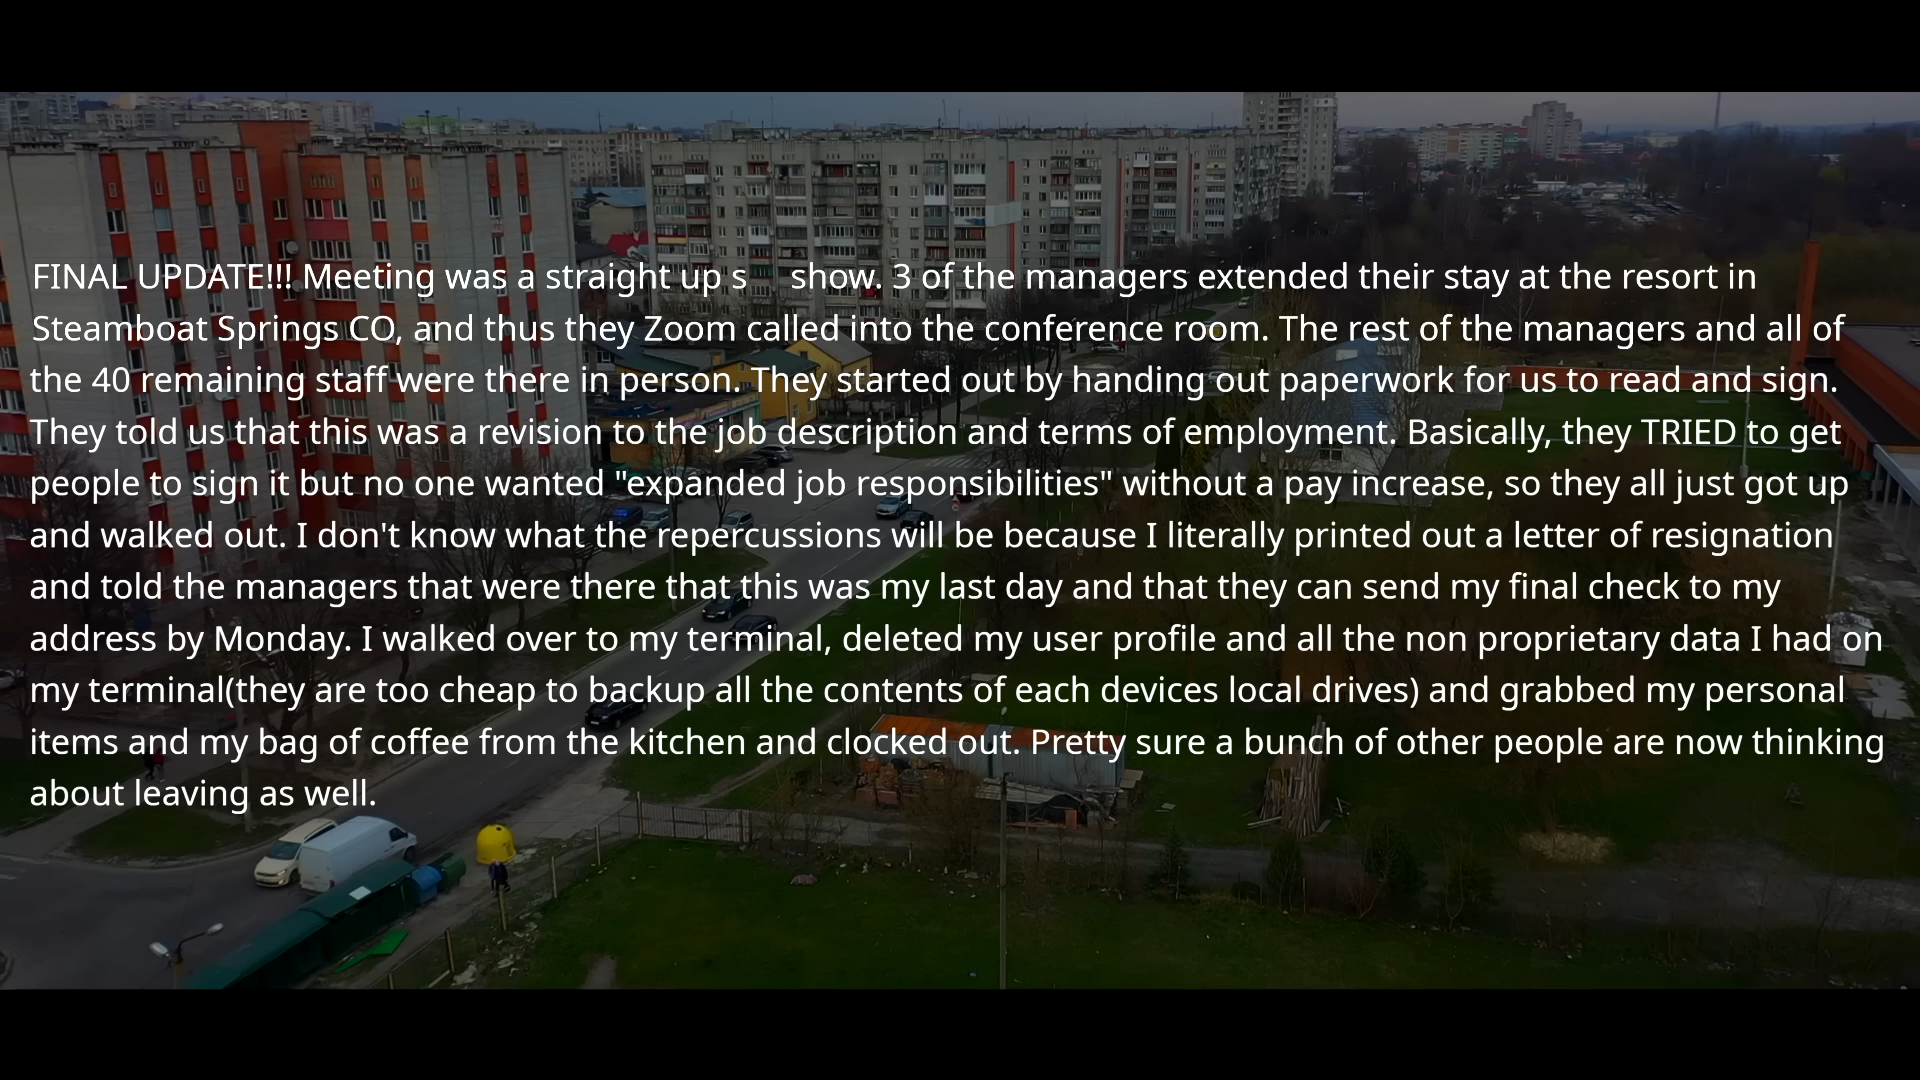 FINAL UPDATE!!! Meeting was a straight up s show. 3 of the managers extended their stay at the resort in
Steamboat Springs CO, and thus they Zoom called into the conference room. The rest of the managers and all of
the 40 remaining staff were there in person. They started out by handing out paperwork for us to read and sign.
They told us that this was a revision to the job description and terms of employment. Basically, they TRIED to get
people to sign it but no one wanted "expanded job responsibilities" without a pay increase, so they all just got up
and walked out. I don't know what the repercussions will be because I literally printed out a letter of resignation
and told the managers that were there that this was my last day and that they can send my final check to my
address by Monday. I walked over to my terminal, deleted my user profile and all the non proprietary data I had on
my terminal(they are too cheap to backup all the contents of each devices local drives) and grabbed my personal
items and my bag of coffee from the kitchen and clocked out. Pretty sure a bunch of other people are now thinking
about leaving as well.